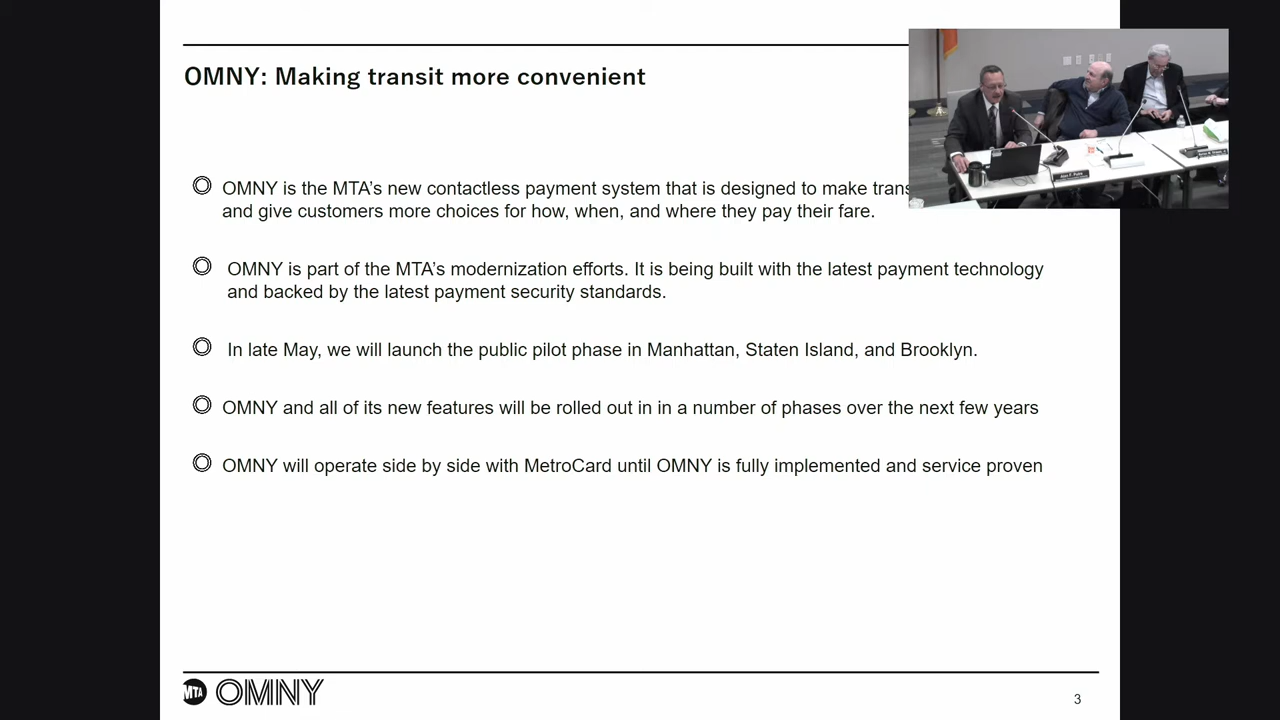 OMNY: Making transit more convenient
OMNY is the MTA's new contactless payment system that is designed to make
and give customers more choices for how, when, and where they pay their fare.
OMNY is part of the MTA's modernization efforts. It is being built with the latest payment technology
and backed by the latest payment security standards.
In late May, we will launch the public pilot phase in Manhattan, Staten Island, and Brooklyn.
OMNY and all of its new features will be rolled out in in a number of phases over the next few years
OMNY will operate side by side with MetroCard until OMNY is fully implemented and service proven
MTA OMNY
3